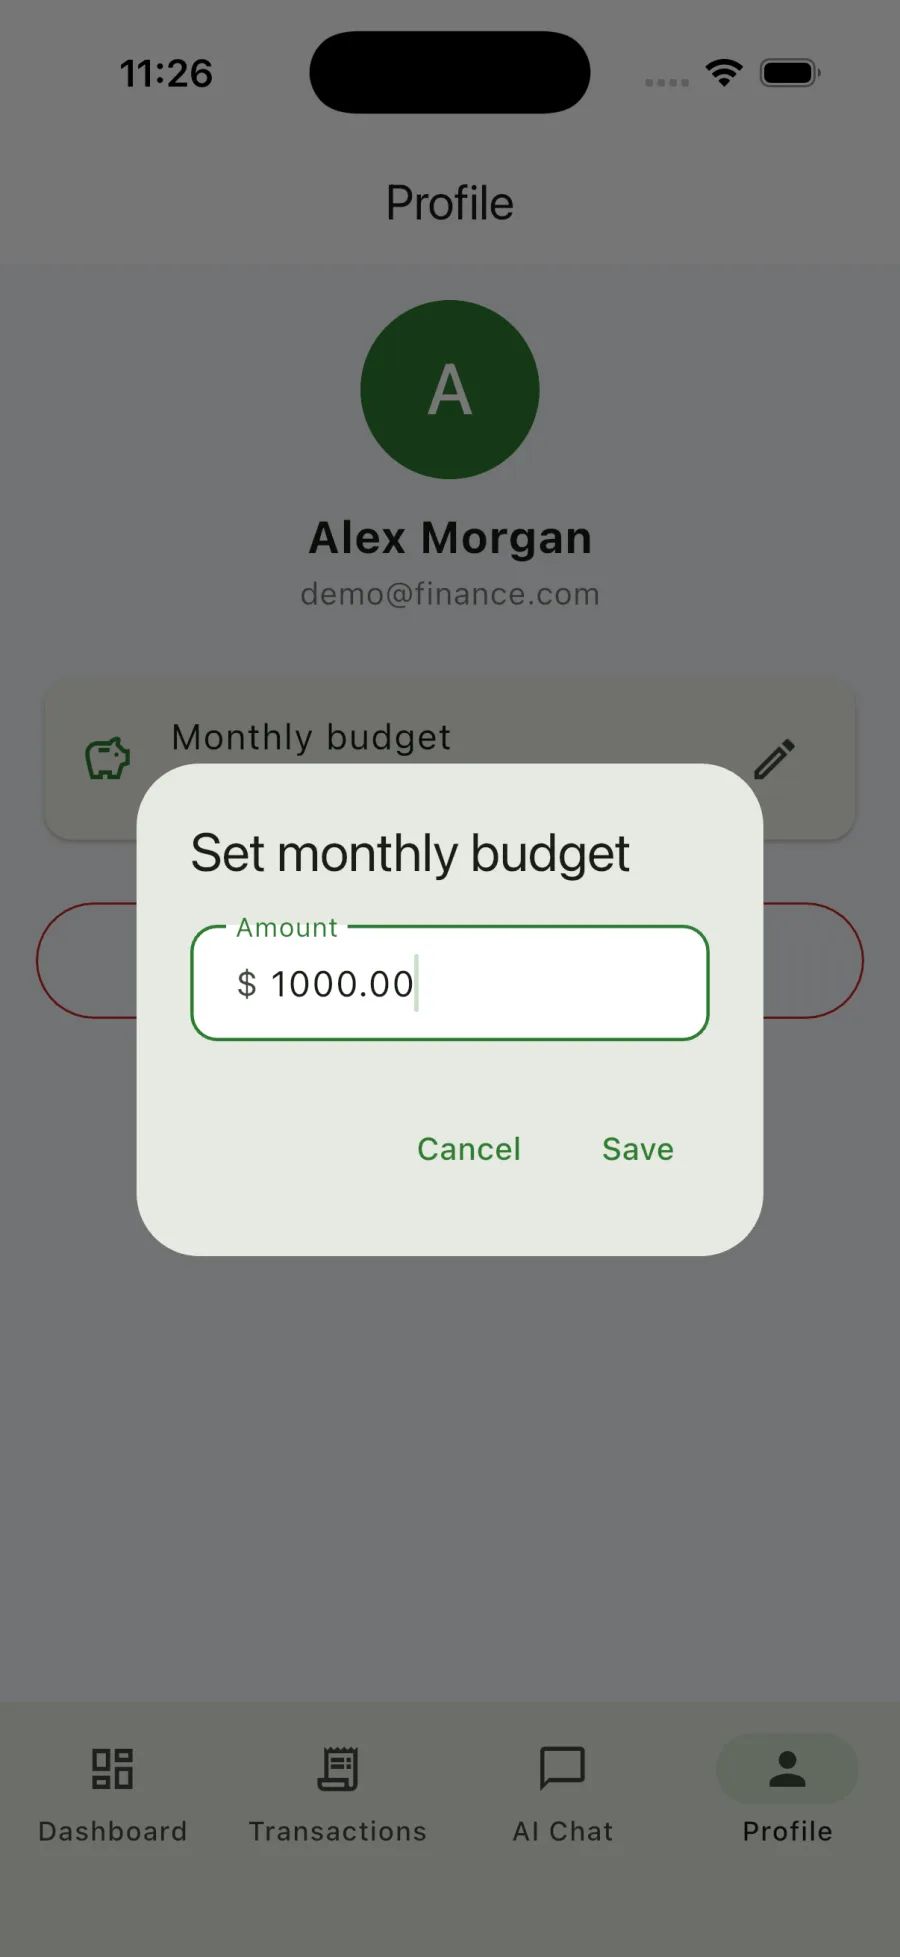 11:26
Profile
A
Alex Morgan
demo@finance.com
Monthly budget
Set monthly budget
Amount
$ 1000.00
Cancel Save
Dashboard Transactions AI Chat Profile